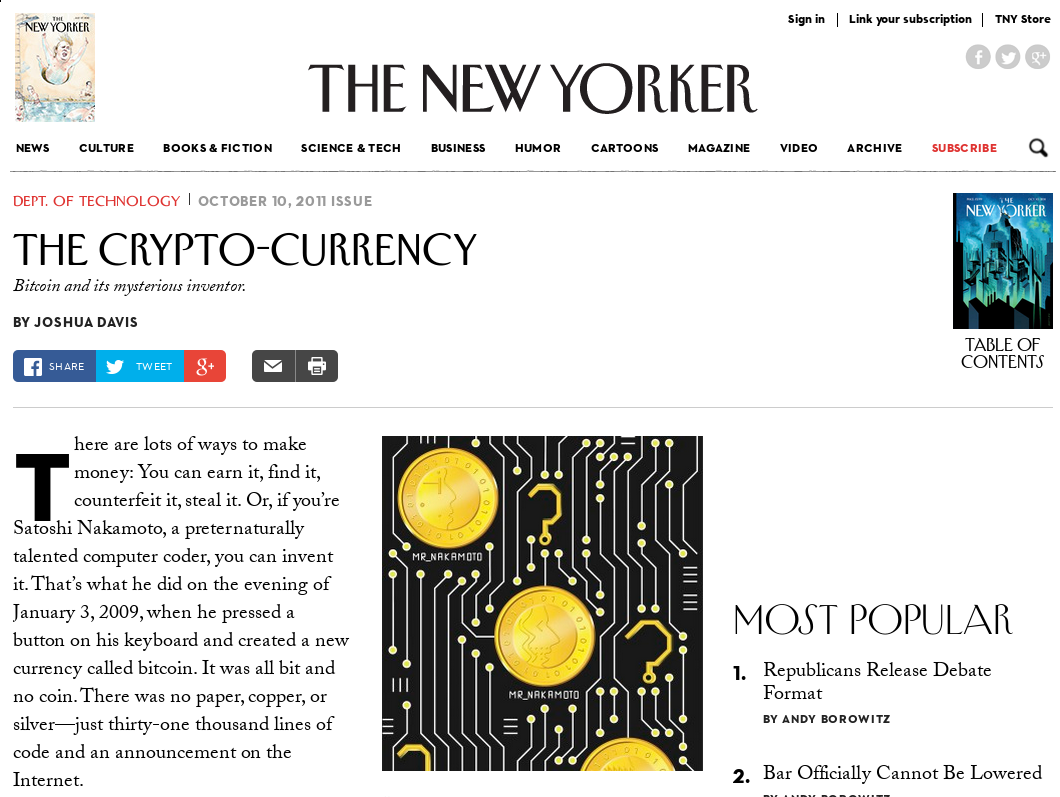 THE
NEW YORKER
Sign in
Link your subscription
TNY Store
THE NEW YORKER
NEWS
CULTURE
BOOKS & FICTION
SCIENCE & TECH
BUSINESS
HUMOR
CARTOONS
MAGAZINE
VIDEO
ARCHIVE
SUBSCRIBE
DEPT. OF TECHNOLOGY
OCTOBER 10, 2011 ISSUE
THE CRYPTO-CURRENCY
Bitcoin and its mysterious inventor.
BY JOSHUA DAVIS
SHARE
TWEET
g+
THE
NEW YORKER
TABLE OF
CONTENTS
There are lots of ways to make
money: You can earn it, find it,
counterfeit it, steal it. Or, if you're
Satoshi Nakamoto, a preternaturally
talented computer coder, you can invent
it. That's what he did on the evening of
January 3, 2009, when he pressed a
button on his keyboard and created a new
currency called bitcoin. It was all bit and
no coin. There was no paper, copper, or
silver—just thirty-one thousand lines of
code and an announcement on the
Internet.
MR_NAKAMOTO
MR_NAKAMOTO
MOST POPULAR
1. Republicans Release Debate
Format
BY ANDY BOROWITZ
2. Bar Officially Cannot Be Lowered
BY ANDY BOROWITZ